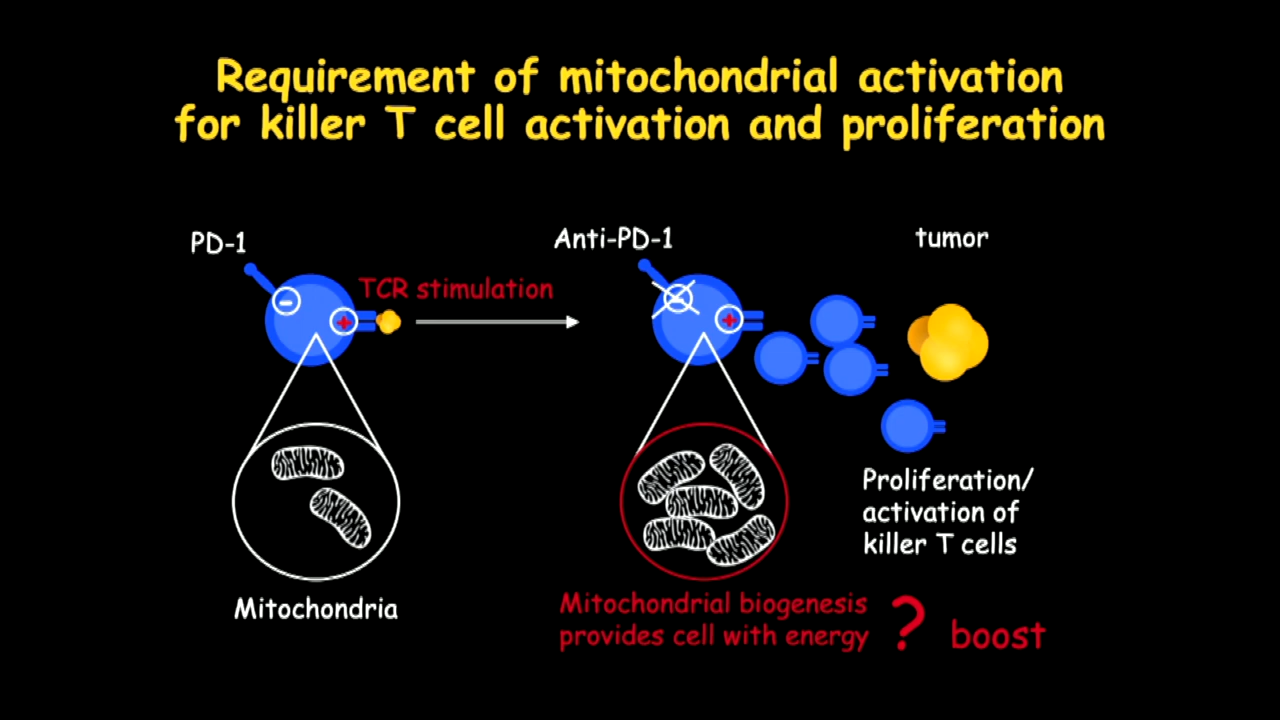 Requirement of mitochondrial activation
for killer T cell activation and proliferation
PD-1
TCR stimulation
Anti-PD-1
tumor
-
+
-
+
Proliferation/
activation of
killer T cells
Mitochondria
Mitochondrial biogenesis
provides cell with energy
? boost